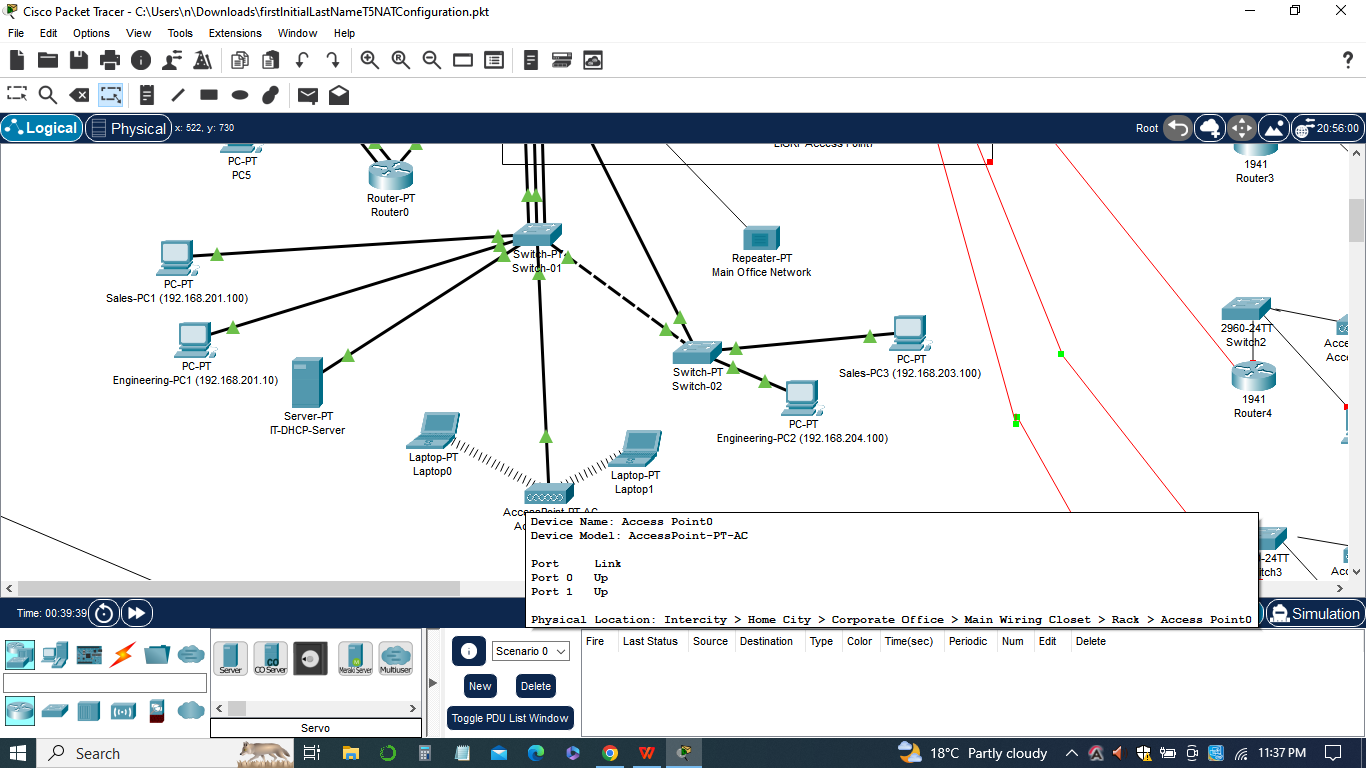 Cisco Packet Tracer - C:\Users\n\Downloads\firstInitialLastNameT5NATConfiguration.pkt
File Edit Options View Tools Extensions Window Help
Logical Physical x: 522, y: 730 Root 20:56:00
PC-PT
PC5
Router-PT
Router0
1941
Router3
Switch-PT
Switch-01
Repeater-PT
Main Office Network
PC-PT
Sales-PC1 (192.168.201.100)
PC-PT
Engineering-PC1 (192.168.201.10)
Server-PT
IT-DHCP-Server
Switch-PT
Switch-02
PC-PT
Sales-PC3 (192.168.203.100)
PC-PT
Engineering-PC2 (192.168.204.100)
2960-24TT
Switch2
1941
Router4
Laptop-PT
Laptop0
Laptop-PT
Laptop1
AccessPoint-PT-AC
-24TT
itch3
Device Name: Access Point0
Device Model: AccessPoint-PT-AC
Port Link
Port 0 Up
Port 1 Up
Physical Location: Intercity > Home City > Corporate Office > Main Wiring Closet > Rack > Access Point0
Time: 00:39:39
Simulation
Server
CO Server
Meraki Server
Multiuser
Servo
Scenario 0
New Delete
Toggle PDU List Window
Fire Last Status Source Destination Type Color Time(sec) Periodic Num Edit Delete
Search
18°C Partly cloudy
11:37 PM